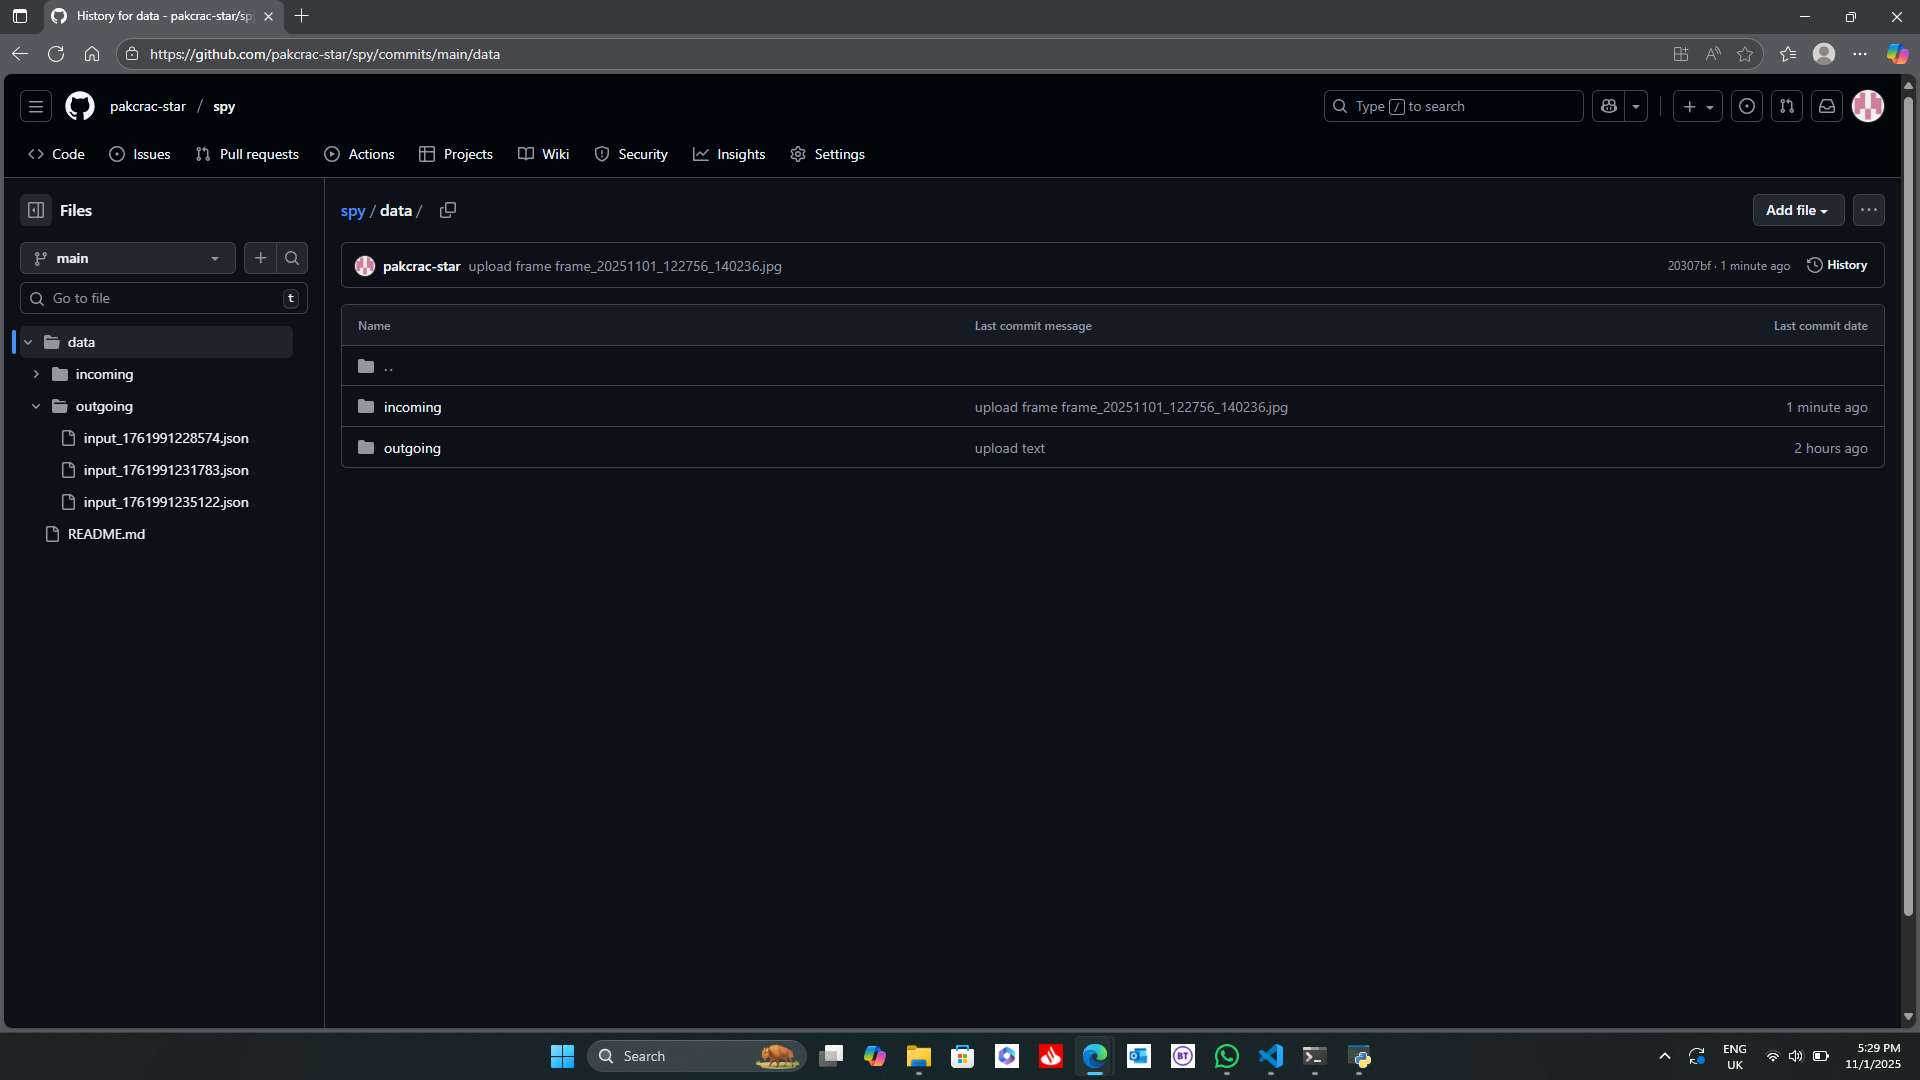 History for data - pakcrac-star/sp
https://github.com/pakcrac-star/spy/commits/main/data
pakcrac-star / spy
Type / to search
Code
Issues
Pull requests
Actions
Projects
Wiki
Security
Insights
Settings
Files
spy / data /
Add file
main
pakcrac-star upload frame frame_20251101_122756_140236.jpg
20307bf · 1 minute ago
History
Go to file
t
Name
Last commit message
Last commit date
data
..
incoming
incoming
upload frame frame_20251101_122756_140236.jpg
1 minute ago
outgoing
outgoing
upload text
2 hours ago
input_1761991228574.json
input_1761991231783.json
input_1761991235122.json
README.md
Search
BT
ENG
UK
5:29 PM
11/1/2025